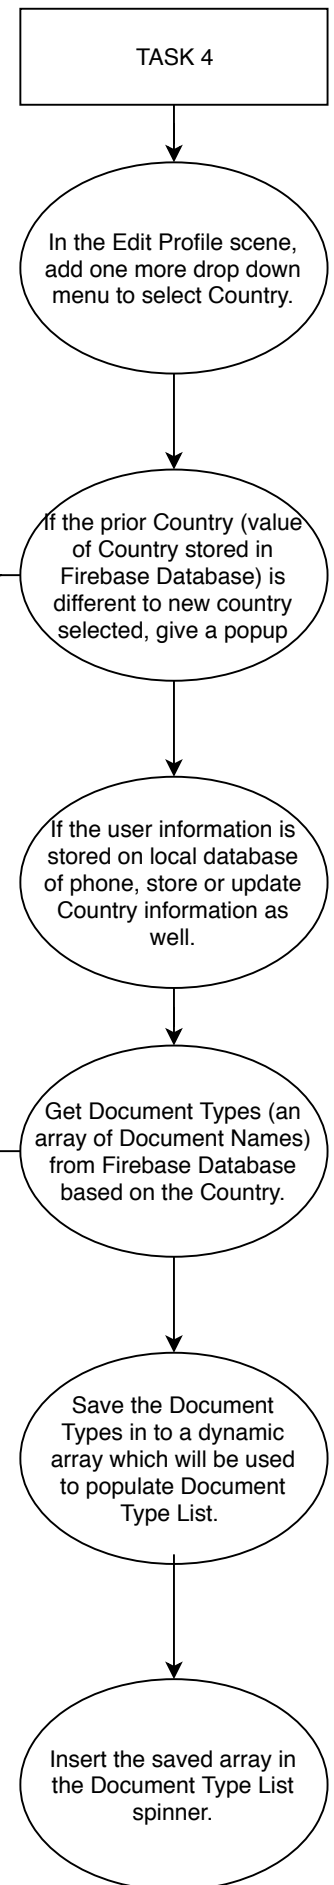 TASK 4
In the Edit Profile scene,
add one more drop down
menu to select Country.
If the prior Country (value
of Country stored in
Firebase Database) is
different to new country
selected, give a popup
If the user information is
stored on local database
of phone, store or update
Country information as
well.
Get Document Types (an
array of Document Names)
from Firebase Database
based on the Country.
Save the Document
Types in to a dynamic
array which will be used
to populate Document
Type List.
Insert the saved array in
the Document Type List
spinner.